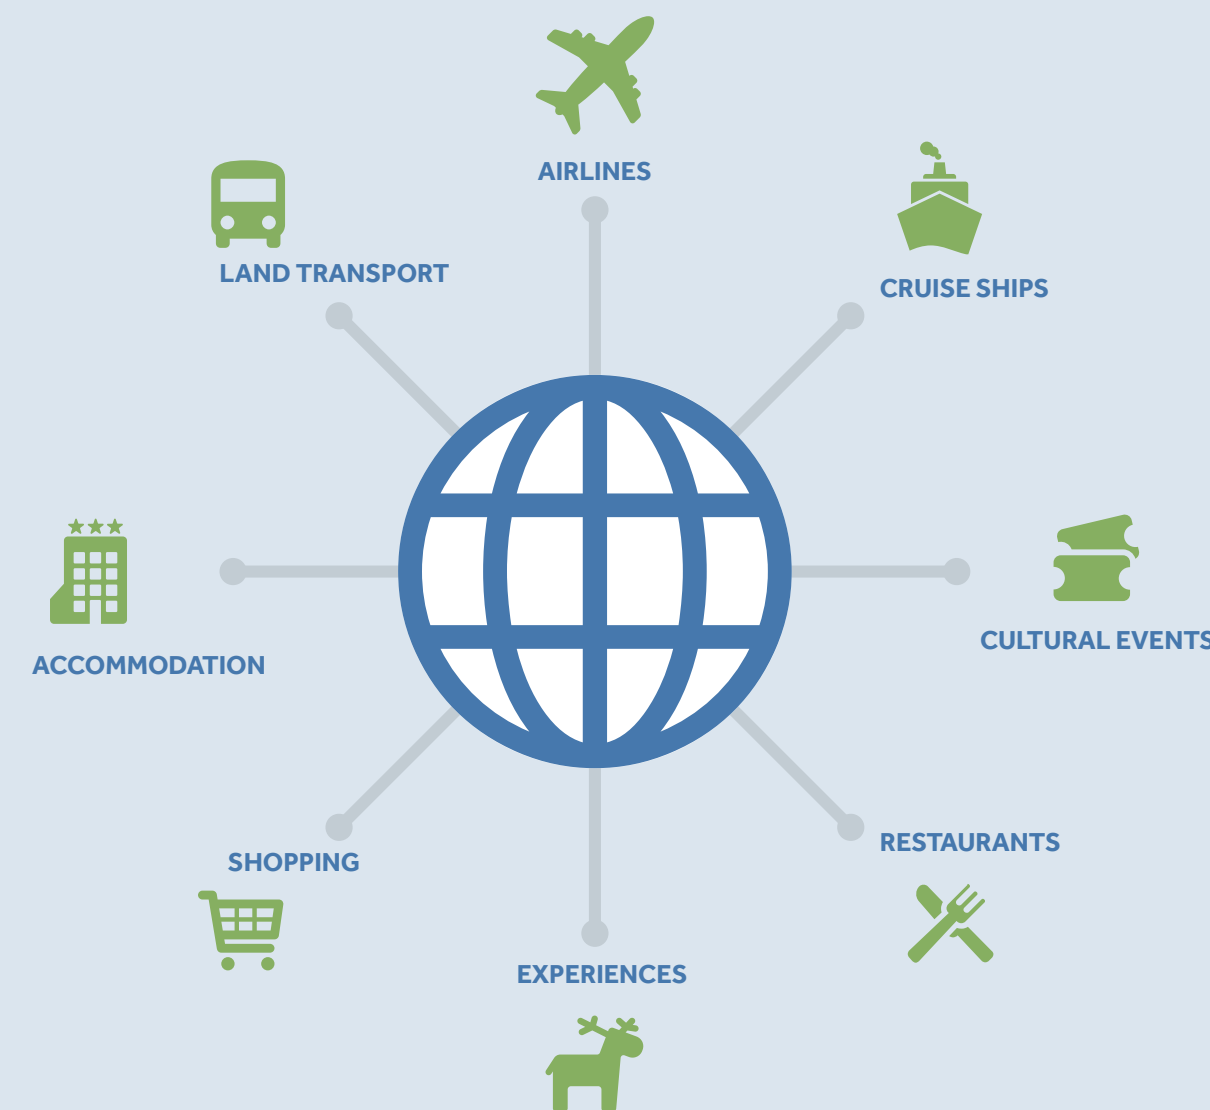 AIRLINES
LAND TRANSPORT
CRUISE SHIPS
CULTURAL EVENTS
ACCOMMODATION
RESTAURANTS
SHOPPING
EXPERIENCES